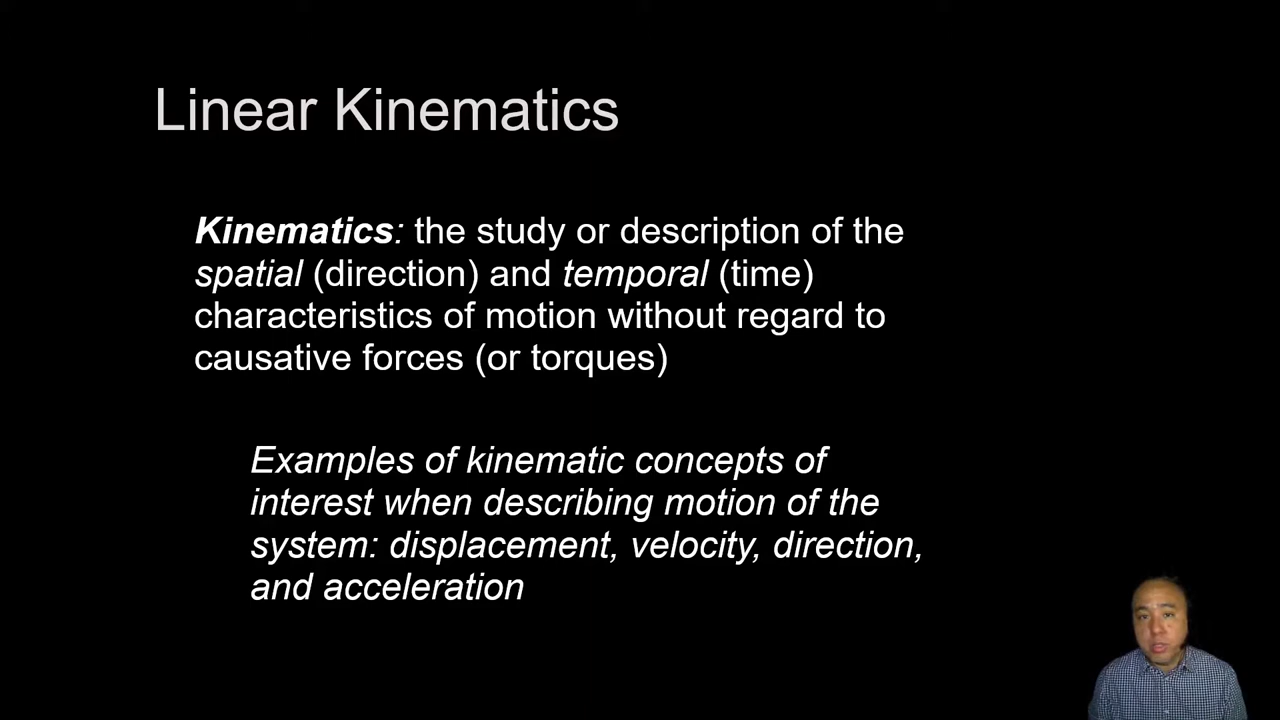 Linear Kinematics
Kinematics: the study or description of the
spatial (direction) and temporal (time)
characteristics of motion without regard to
causative forces (or torques)
Examples of kinematic concepts of
interest when describing motion of the
system: displacement, velocity, direction,
and acceleration